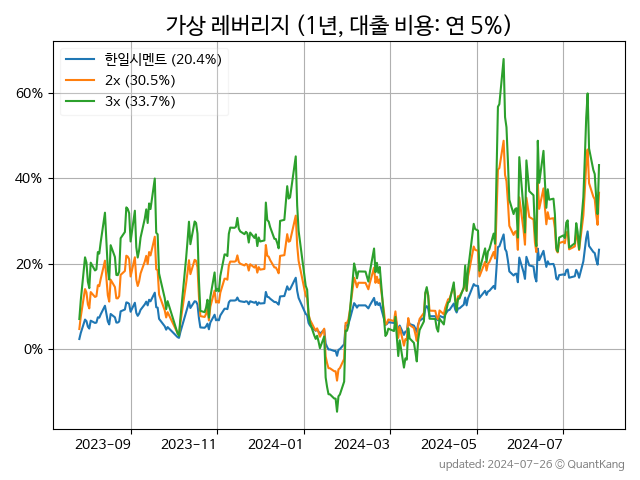 가상 레버리지 (1년, 대출 비용: 연 5%)
한일시멘트 (20.4%)
2x (30.5%)
3x (33.7%)
60%
40%
20%
0%
2023-09 2023-11 2024-01 2024-03 2024-05 2024-07
updated: 2024-07-26 © QuantKang